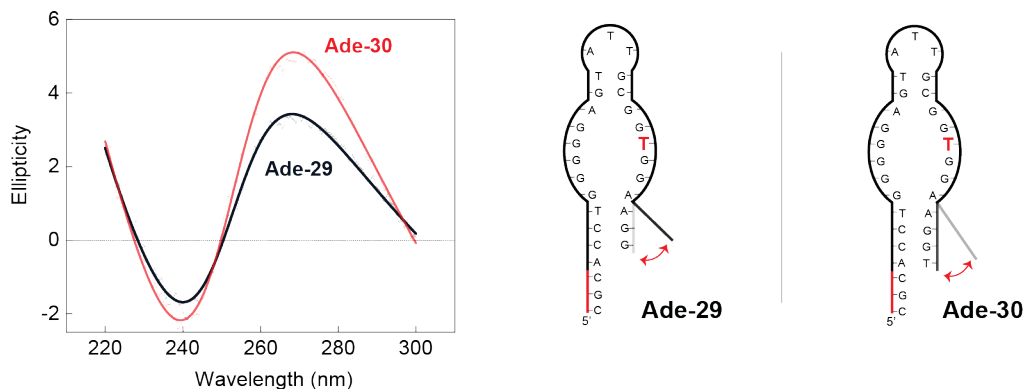 6
4
2
0
-2
Ellipticity
220
240
260
280
300
Wavelength (nm)
Ade-30
Ade-29
T
A T
T G
G C
A G
G G
G T
G G
G G
G A
T A
C G
C G
A
C
G
C
5'
Ade-29
T
A T
T G
G C
A G
G G
G T
G G
G G
G A
T A
C G
C G
A T
C
G
C
5'
Ade-30